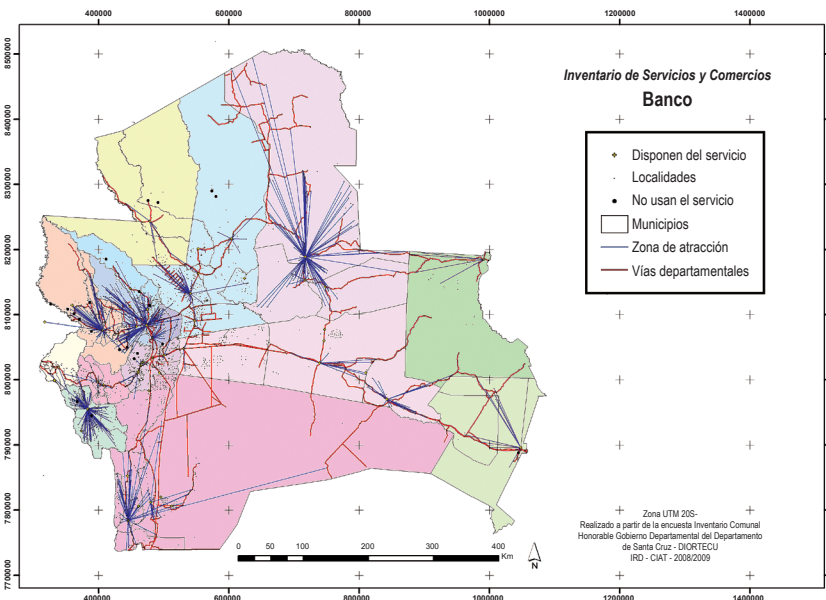 400000 600000 800000 1000000 1200000 1400000
8500000
8400000
8300000
8200000
8100000
8000000
7900000
7800000
7700000
Inventario de Servicios y Comercios
Banco
Disponen del servicio
Localidades
No usan el servicio
Municipios
Zona de atracción
Vías departamentales
Zona UTM 20S-
Realizado a partir de la encuesta Inventario Comunal
Honorable Gobierno Departamental del Departamento
de Santa Cruz - DIORTECU
IRD - CIAT - 2008/2009
0 50 100 200 300 400
Km
N
400000 600000 800000 1000000 1200000 1400000